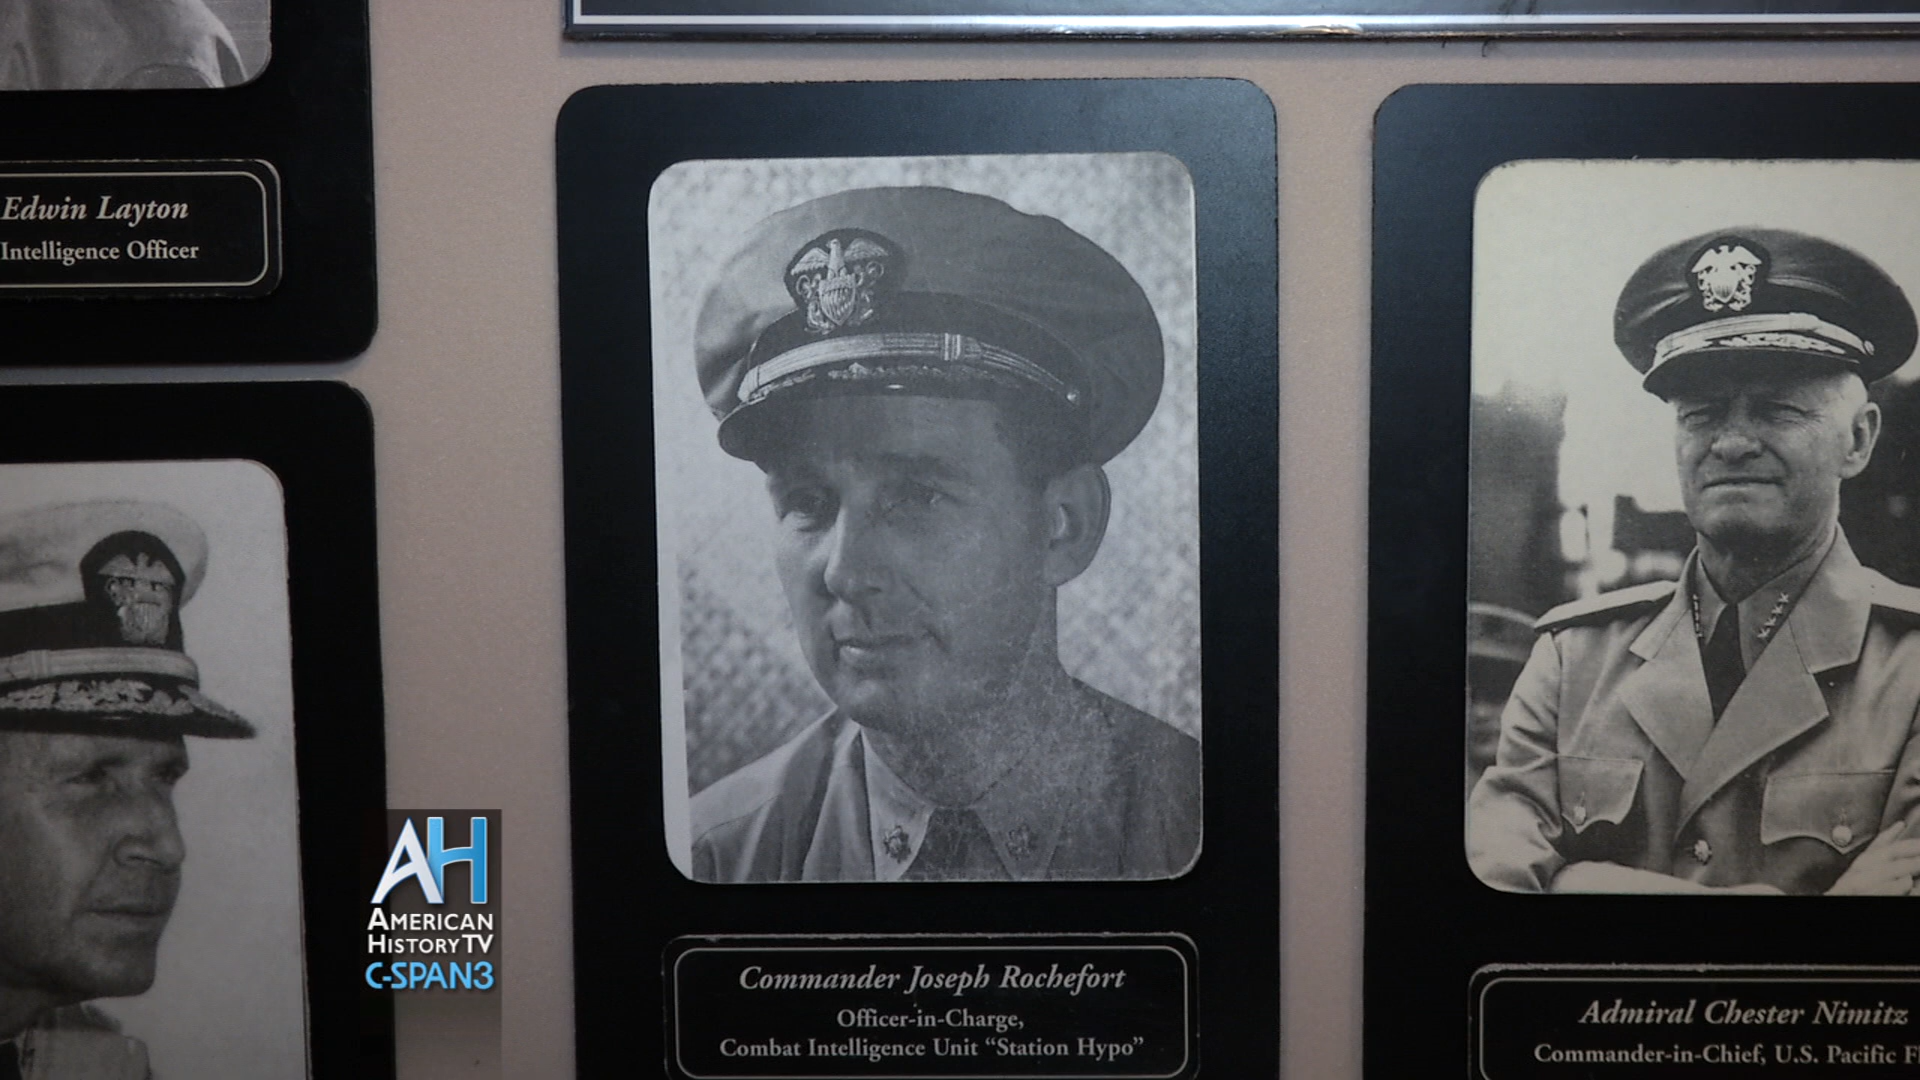 Edwin Layton
Intelligence Officer
AH
AMERICAN
HISTORY TV
C-SPAN3
Commander Joseph Rochefort
Officer-in-Charge,
Combat Intelligence Unit “Station Hypo”
Admiral Chester Nimitz
Commander-in-Chief, U.S. Pacific